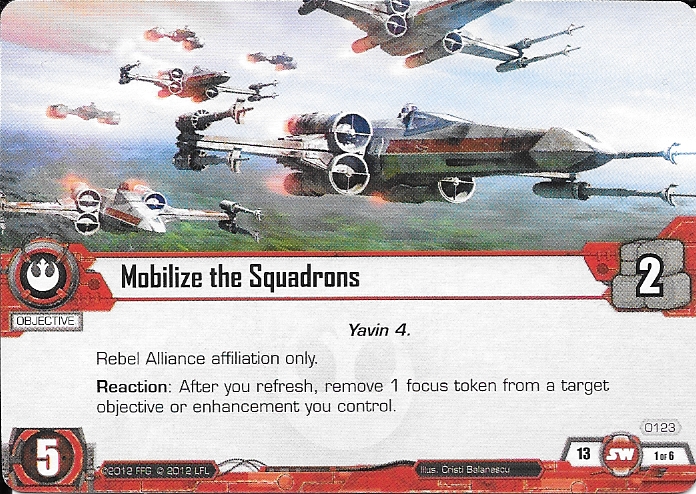 Mobilize the Squadrons
2
OBJECTIVE
Yavin 4.
Rebel Alliance affiliation only.
Reaction: After you refresh, remove 1 focus token from a target
objective or enhancement you control.
0123
5
©2012 FFG © 2012 LFL
Illus. Cristi Balanescu
13
SW
1 OF 6